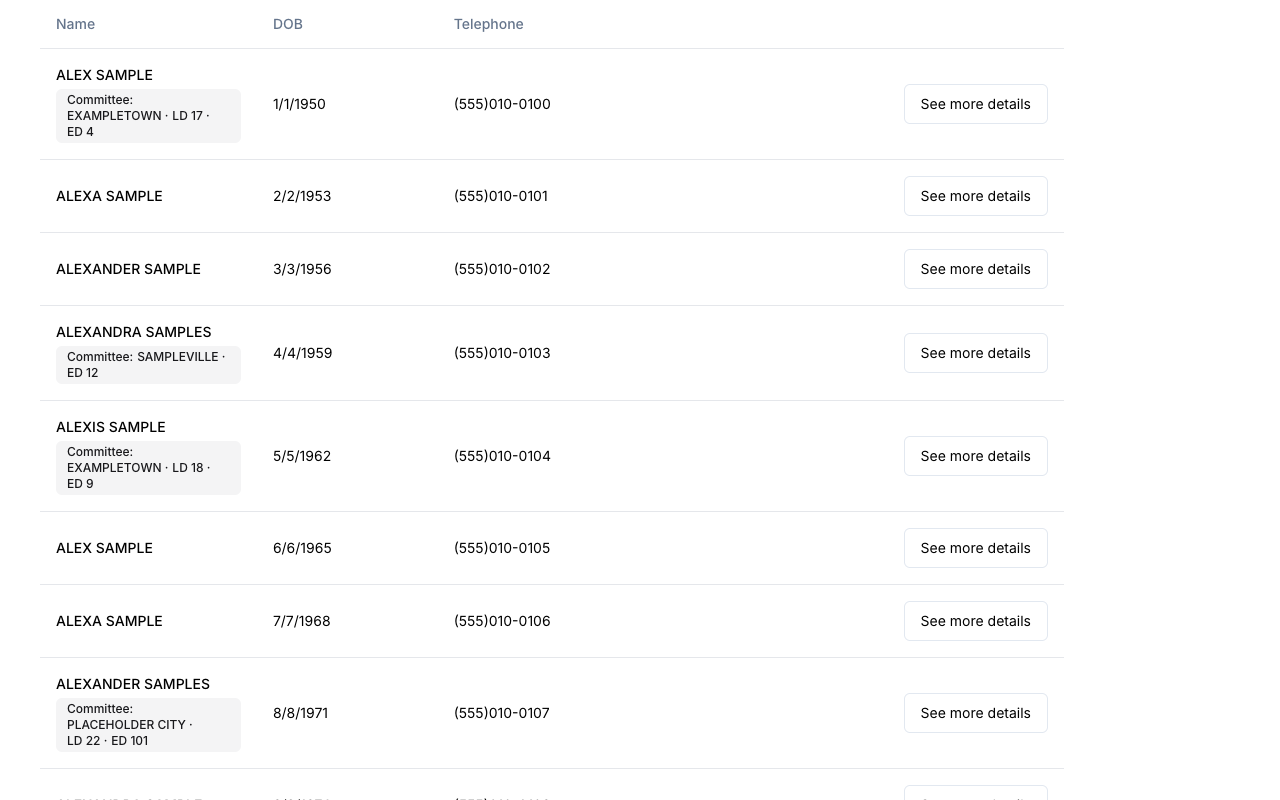 Name DOB Telephone
ALEX SAMPLE
Committee:
EXAMPLETOWN · LD 17 ·
ED 4
1/1/1950 (555)010-0100 See more details
ALEXA SAMPLE 2/2/1953 (555)010-0101 See more details
ALEXANDER SAMPLE 3/3/1956 (555)010-0102 See more details
ALEXANDRA SAMPLES
Committee: SAMPLEVILLE ·
ED 12
4/4/1959 (555)010-0103 See more details
ALEXIS SAMPLE
Committee:
EXAMPLETOWN · LD 18 ·
ED 9
5/5/1962 (555)010-0104 See more details
ALEX SAMPLE 6/6/1965 (555)010-0105 See more details
ALEXA SAMPLE 7/7/1968 (555)010-0106 See more details
ALEXANDER SAMPLES
Committee:
PLACEHOLDER CITY ·
LD 22 · ED 101
8/8/1971 (555)010-0107 See more details